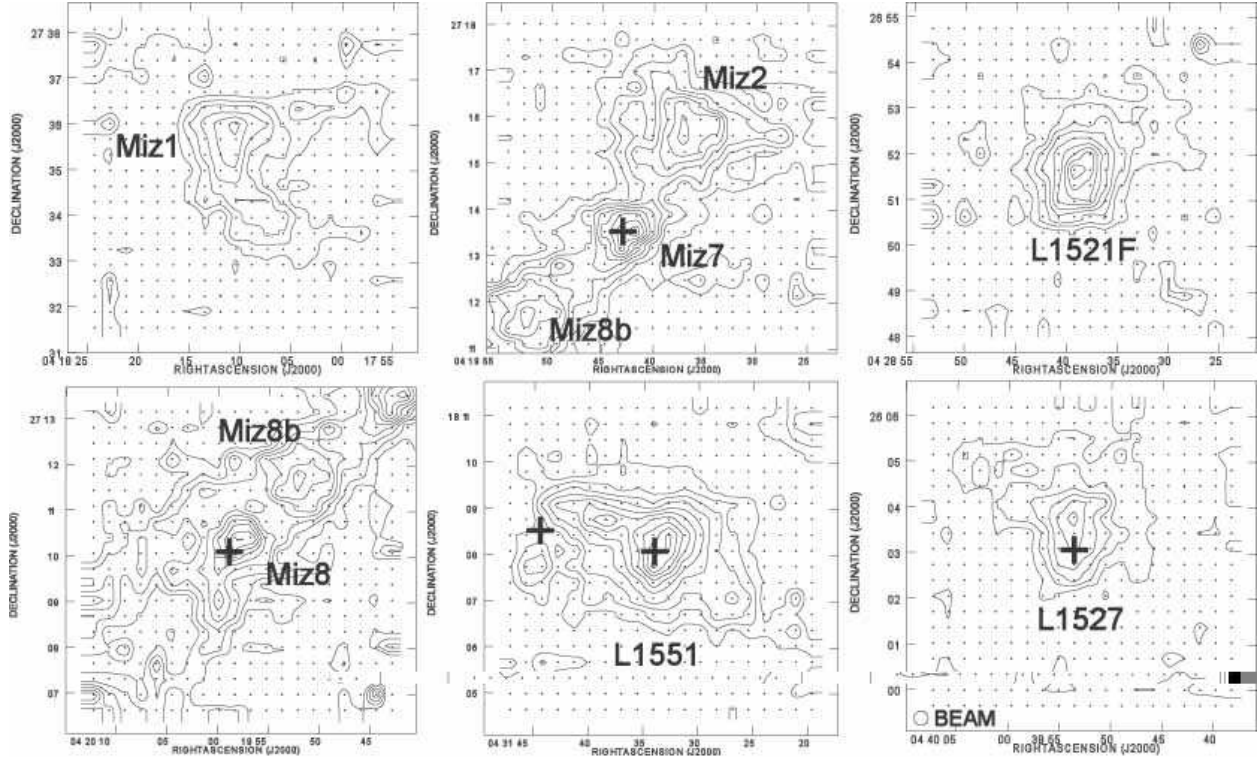 27 38
37
36
35
34
33
32
31
04 18 25
20
15
10
05
00
17 55
RIGHT ASCENSION (J2000)
DECLINATION (J2000)
Miz1
27 18
17
16
15
14
13
12
11
04 19 55
50
45
40
35
30
25
RIGHT ASCENSION (J2000)
DECLINATION (J2000)
Miz2
Miz7
Miz8b
28 55
54
53
52
51
50
49
48
04 28 55
50
45
40
35
30
25
RIGHT ASCENSION (J2000)
DECLINATION (J2000)
L1521F
27 13
12
11
10
09
08
07
04 20 10
05
00
19 55
50
45
RIGHT ASCENSION (J2000)
DECLINATION (J2000)
Miz8b
Miz8
18 11
10
09
08
07
06
05
04 31 45
40
35
30
25
20
RIGHT ASCENSION (J2000)
DECLINATION (J2000)
L1551
26 06
05
04
03
02
01
00
04 40 05
00
39 55
50
45
40
RIGHT ASCENSION (J2000)
DECLINATION (J2000)
L1527
BEAM